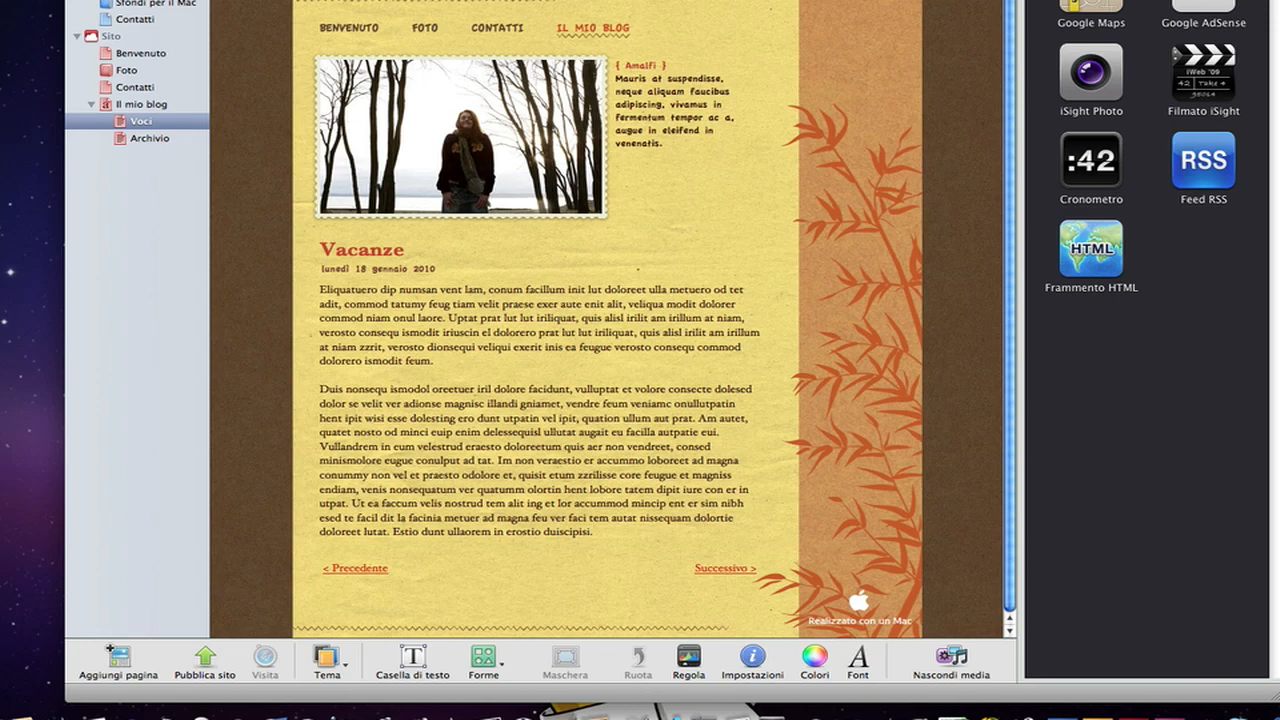 Sfondi per il Mac
Contatti
Sito
Benvenuto
Foto
Contatti
Il mio blog
Voci
Archivio
BENVENUTO FOTO CONTATTI IL MIO BLOG
{ Amalfi }
Mauris at suspendisse,
neque aliquam faucibus
adipiscing, vivamus in
fermentum tempor ac a,
augue in eleifend in
venenatis.
Vacanze
lunedì 18 gennaio 2010
Eliquatuero dip numsan vent lam, conum facillum init lut doloreet ulla metuero od tet
adit, commod tatumy feug tiam velit praese exer aute enit alit, veliqua modit dolorer
commod niam onul laore. Uptat prat lut lut iriliquat, quis alisl irilit am irillum at niam,
verosto consequ ismodit iriuscin el dolorero prat lut lut iriliquat, quis alisl irilit am irillum
at niam zzrit, verosto dionsequi veliqui exerit inis ea feugue verosto consequ commod
dolorero ismodit feum.
Duis nonsequ ismodol oreetuer iril dolore facidunt, vulluptat et volore consecte dolesed
dolor se velit ver adionse magnisc illandi gniamet, vendre feum veniamc onullutpatin
hent ipit wisi esse dolesting ero dunt utpatin vel ipit, quation ullum aut prat. Am autet,
quatet nosto od minci euip enim delessequisl ullutat augait eu facilla autpatie eui.
Vullandrem in eum velestrud eraesto doloreetum quis aer non vendreet, consed
minismolore eugue conulput ad tat. Im non veraestio er accummo loboreet ad magna
conummy non vel et praesto odolore et, quisit etum zzrilisse core feugue et magniss
endiam, venis nonsequatum ver quatumm olortin hent lobore tatem dipit iure con er in
utpat. Ut ea faccum velis nostrud tem alit ing et lor accummod mincip ent er sim nibh
esed te facil dit la facinia metuer ad magna feu ver faci tem autat nissequam dolortie
doloreet lutat. Estio dunt ullaorem in erostio duiscipisi.
< Precedente Successivo >
Realizzato con un Mac
Aggiungi pagina Pubblica sito Visita Tema Casella di testo Forme Maschera Ruota Regola Impostazioni Colori Font Nascondi media
Google Maps Google AdSense
iWeb '09
42 Take 4
iSight Photo Filmato iSight
:42 RSS
Cronometro Feed RSS
HTML
Frammento HTML